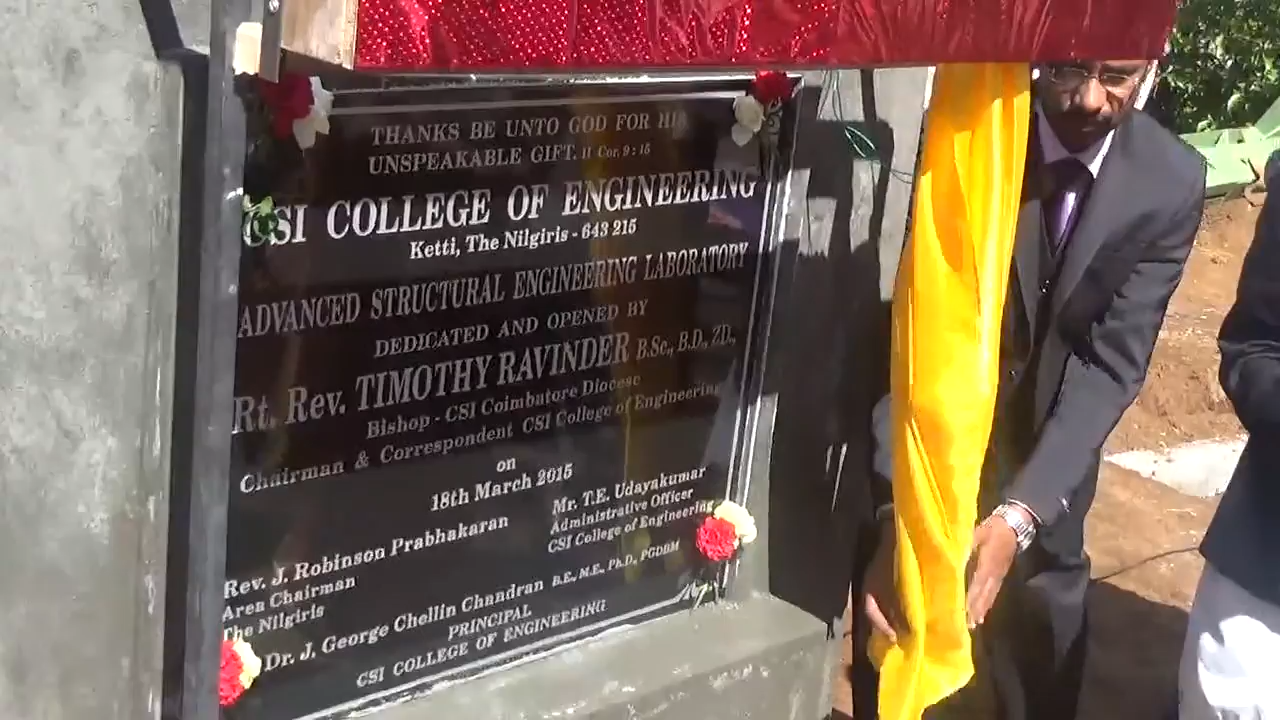 THANKS BE UNTO GOD FOR HIS
UNSPEAKABLE GIFT. II Cor. 9 : 15
CSI COLLEGE OF ENGINEERING
Ketti, The Nilgiris - 643 215
ADVANCED STRUCTURAL ENGINEERING LABORATORY
DEDICATED AND OPENED BY
Rt. Rev. TIMOTHY RAVINDER B.Sc., B.D., ZD.,
Bishop - CSI Coimbatore Diocese
Chairman & Correspondent CSI College of Engineering
on
18th March 2015
Rev. J. Robinson Prabhakaran
Area Chairman
The Nilgiris
Mr. T.E. Udayakumar
Administrative Officer
CSI College of Engineering
Dr. J. George Chellin Chandran B.E., M.E., Ph.D., PGDBM
PRINCIPAL
CSI COLLEGE OF ENGINEERING